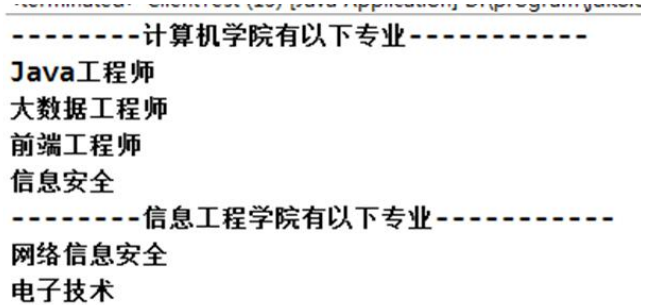 --------计算机学院有以下专业-----------
Java工程师
大数据工程师
前端工程师
信息安全
--------信息工程学院有以下专业-----------
网络信息安全
电子技术